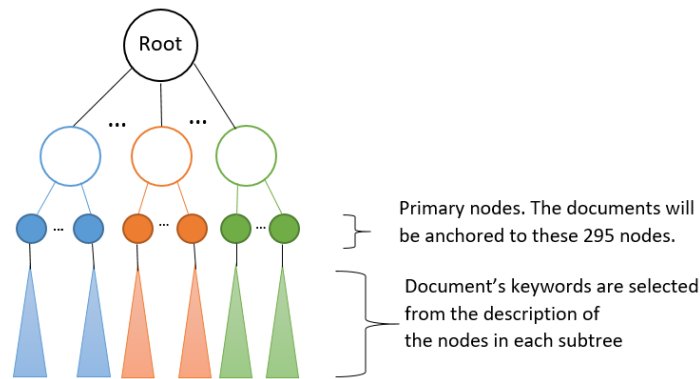 Root
... ...
... ... ...
Primary nodes. The documents will
be anchored to these 295 nodes.
Document's keywords are selected
from the description of
the nodes in each subtree